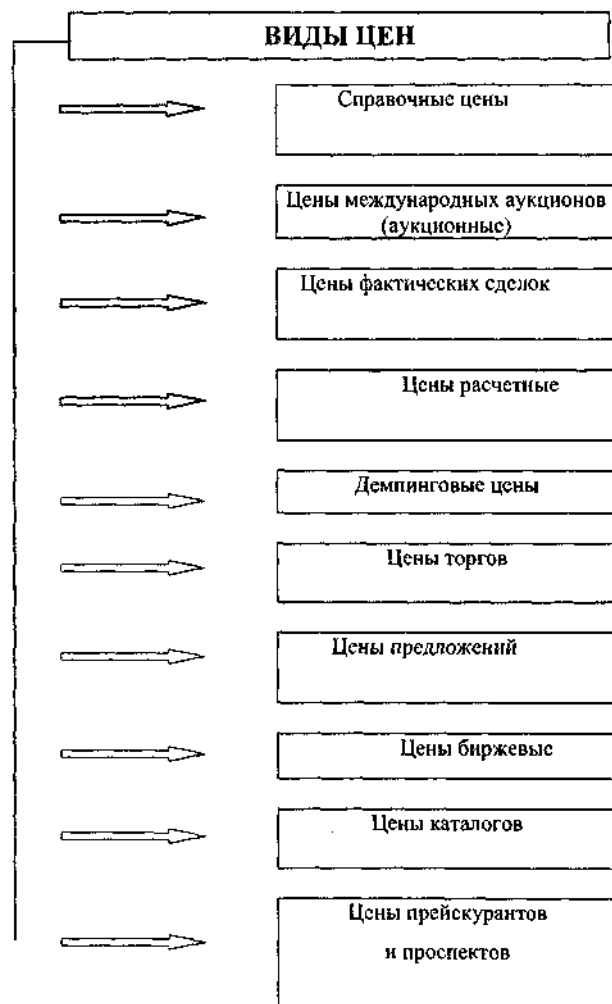 ВИДЫ ЦЕН
Справочные цены
Цены международных аукционов
(аукционные)
Цены фактических сделок
Цены расчетные
Демпинговые цены
Цены торгов
Цены предложений
Цены биржевые
Цены каталогов
Цены прейскурантов
и проспектов